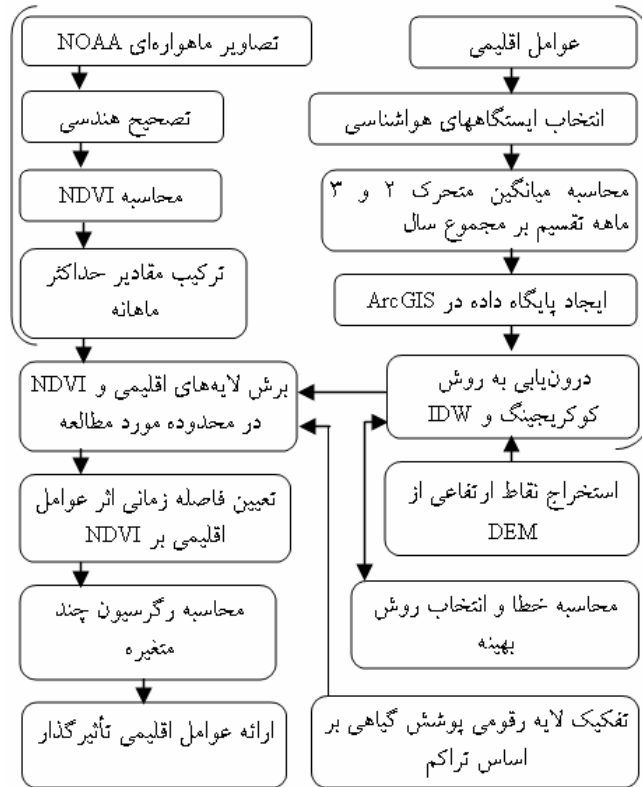 عوامل اقلیمی
انتخاب ایستگاههای هواشناسی
محاسبه میانگین متحرک ۲ و ۳
ماهه تقسیم بر مجموع سال
ایجاد پایگاه داده در ArcGIS
درون‌یابی به روش
کوکریجینگ و IDW
استخراج نقاط ارتفاعی از
DEM
محاسبه خطا و انتخاب روش
بهینه
تفکیک لایه رقومی پوشش گیاهی بر
اساس تراکم
تصاویر ماهواره‌ای NOAA
تصحیح هندسی
محاسبه NDVI
ترکیب مقادیر حداکثر
ماهانه
برش لایه‌های اقلیمی و NDVI
در محدوده مورد مطالعه
تعیین فاصله زمانی اثر عوامل
اقلیمی بر NDVI
محاسبه رگرسیون چند
متغیره
ارائه عوامل اقلیمی تأثیرگذار